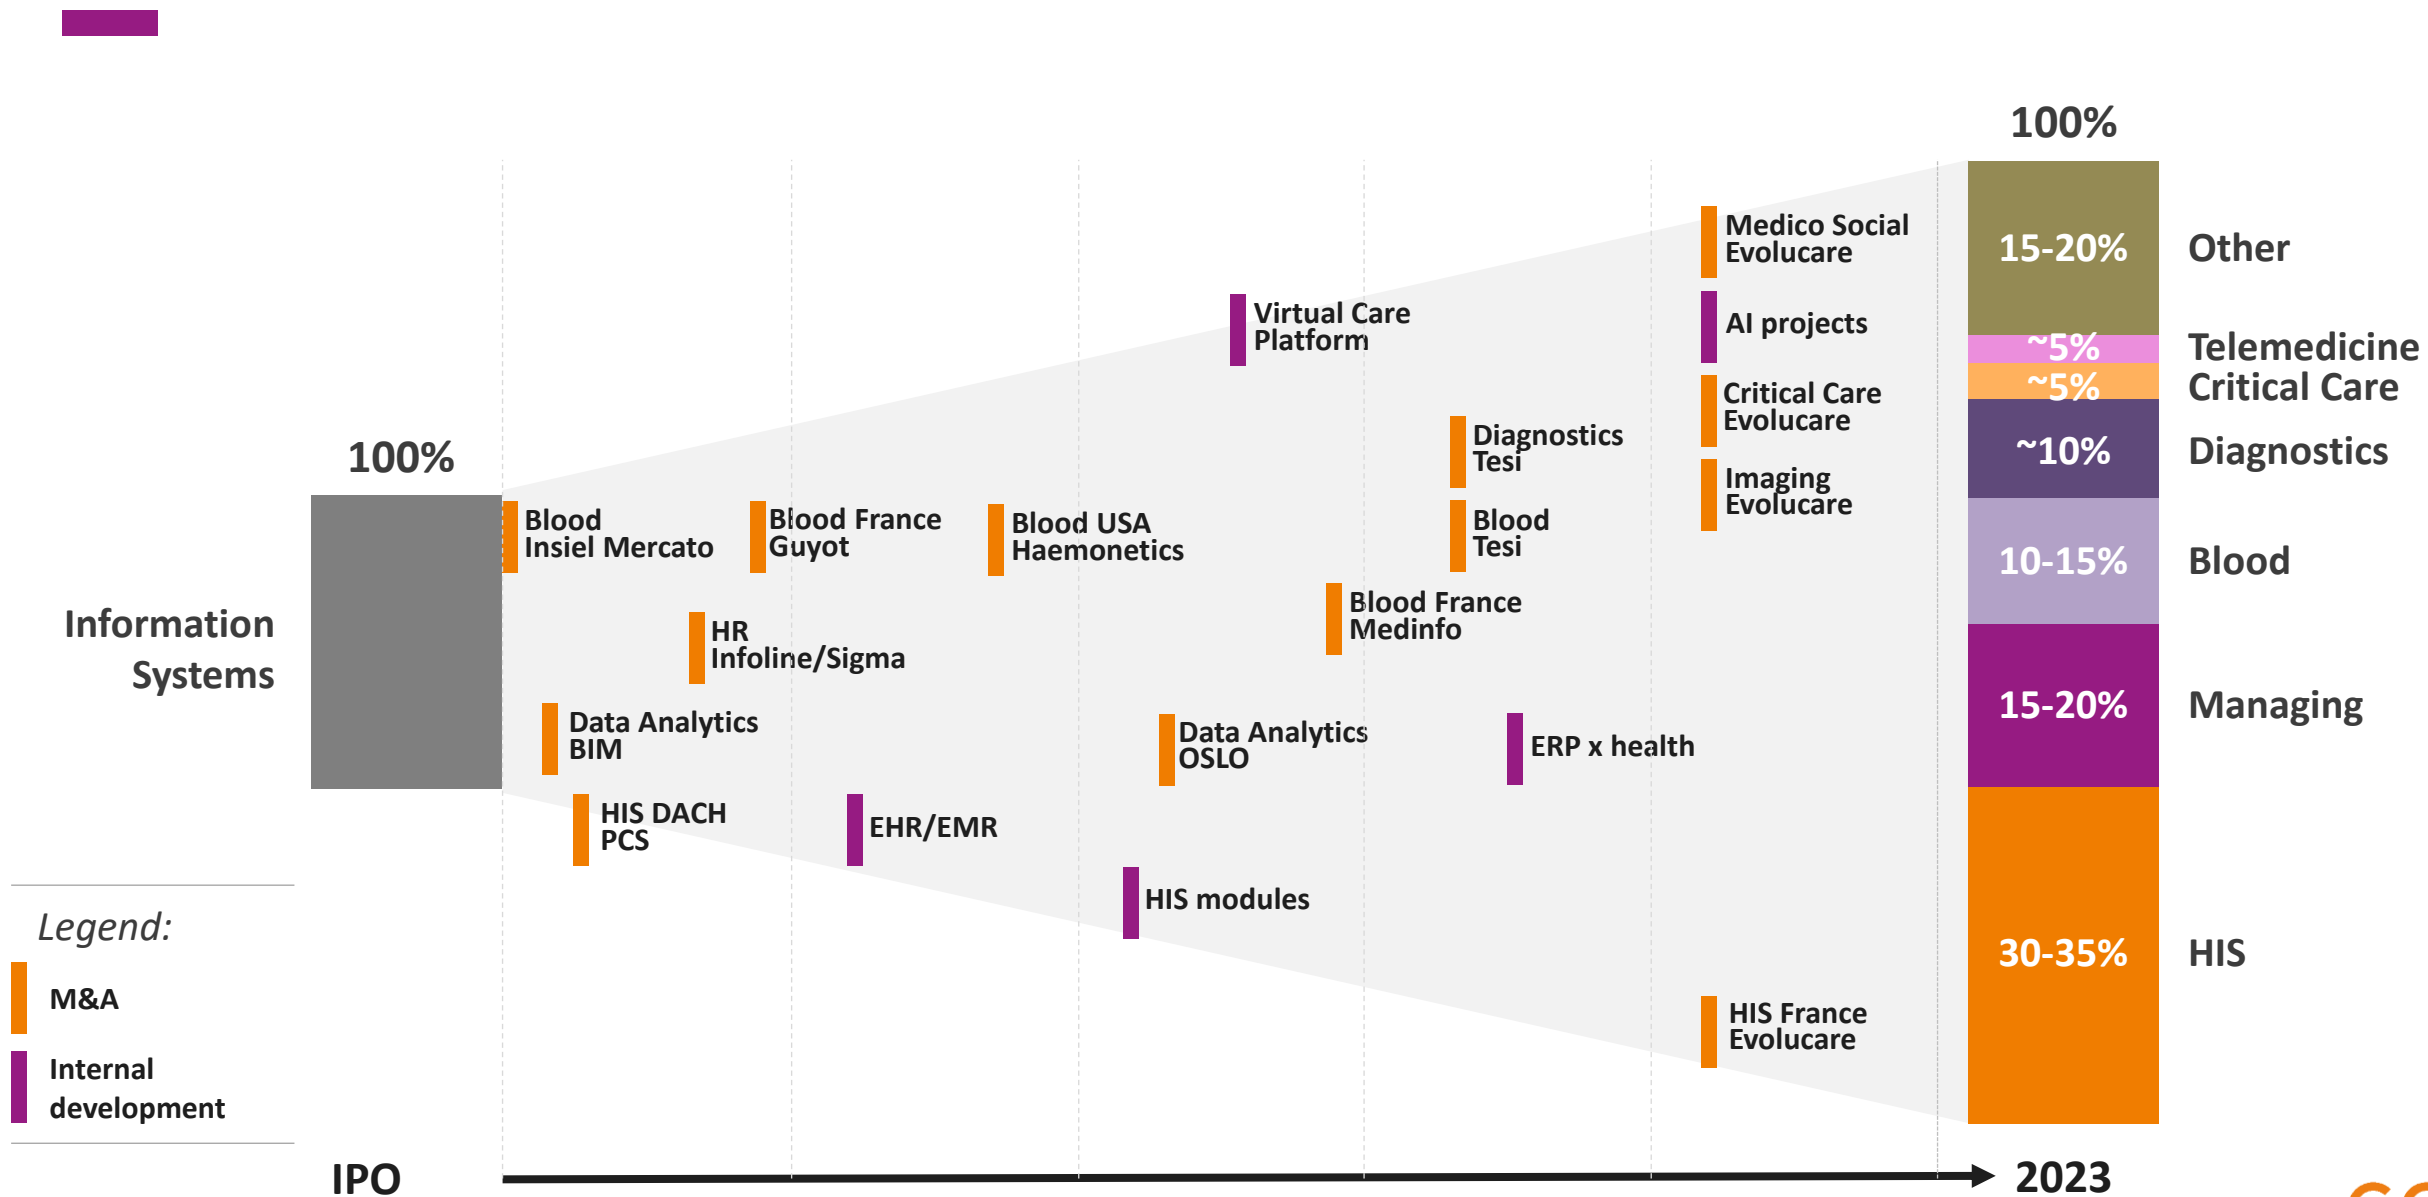 100%
Medico Social
Evolucare
15-20%
Other
Virtual Care
Platform
AI projects
~5%
Telemedicine
~5%
Critical Care
Critical Care
Evolucare
100%
Diagnostics
Tesi
~10%
Diagnostics
Imaging
Evolucare
Blood
Insiel Mercato
Blood France
Guyot
Blood USA
Haemonetics
Blood
Tesi
10-15%
Blood
Information
Systems
HR
Infoline/Sigma
Blood France
Medinfo
Data Analytics
BIM
Data Analytics
OSLO
ERP x health
15-20%
Managing
HIS DACH
PCS
EHR/EMR
HIS modules
30-35%
HIS
HIS France
Evolucare
Legend:
M&A
Internal
development
IPO
2023